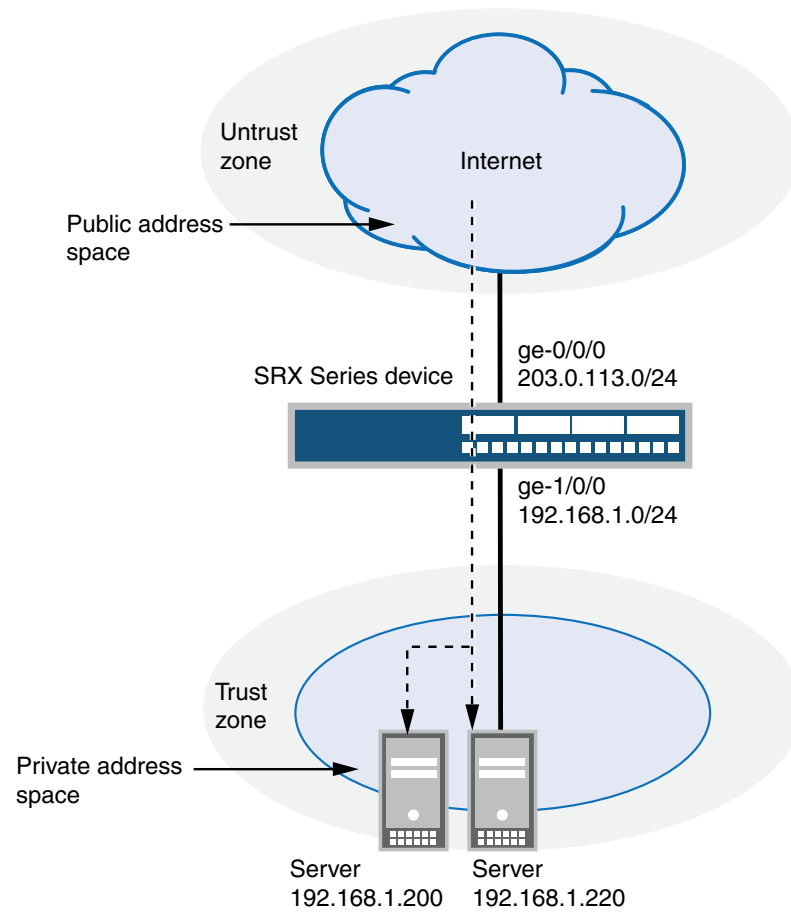 Untrust
zone
Internet
Public address
space
ge-0/0/0
203.0.113.0/24
SRX Series device
ge-1/0/0
192.168.1.0/24
Trust
zone
Private address
space
Server
192.168.1.200
Server
192.168.1.220